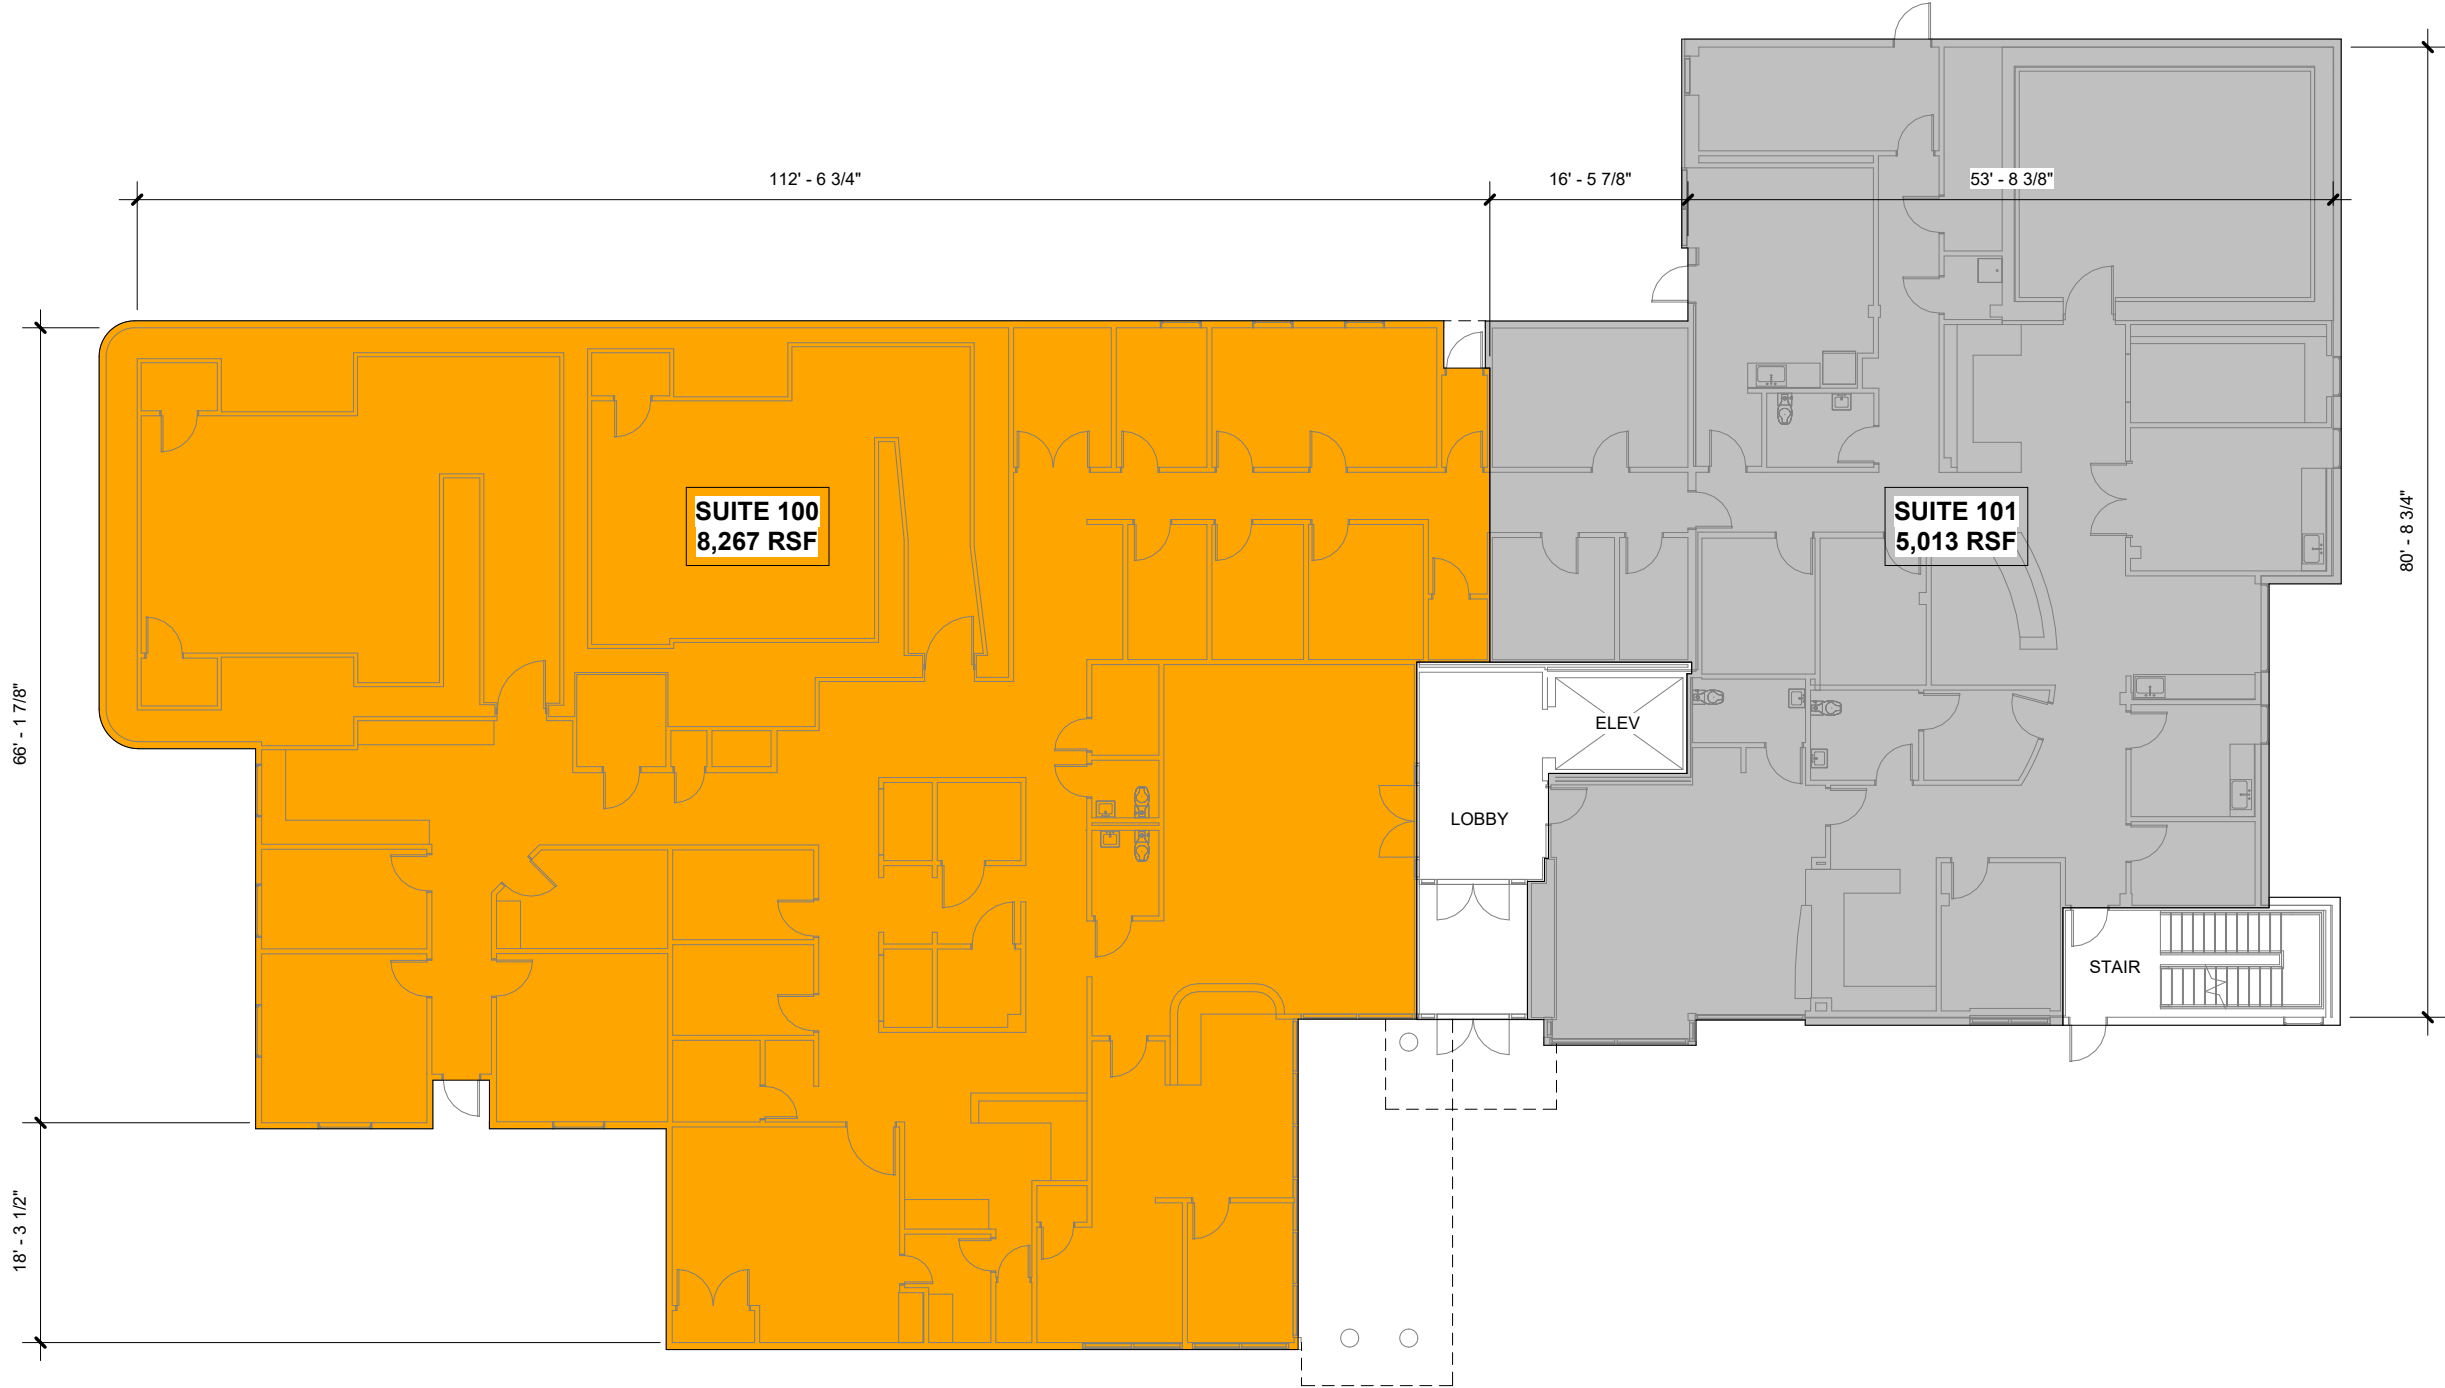 112' - 6 3/4"
16' - 5 7/8"
53' - 8 3/8"
SUITE 100
8,267 RSF
SUITE 101
5,013 RSF
80' - 8 3/4"
66' - 1 7/8"
ELEV
LOBBY
STAIR
18' - 3 1/2"